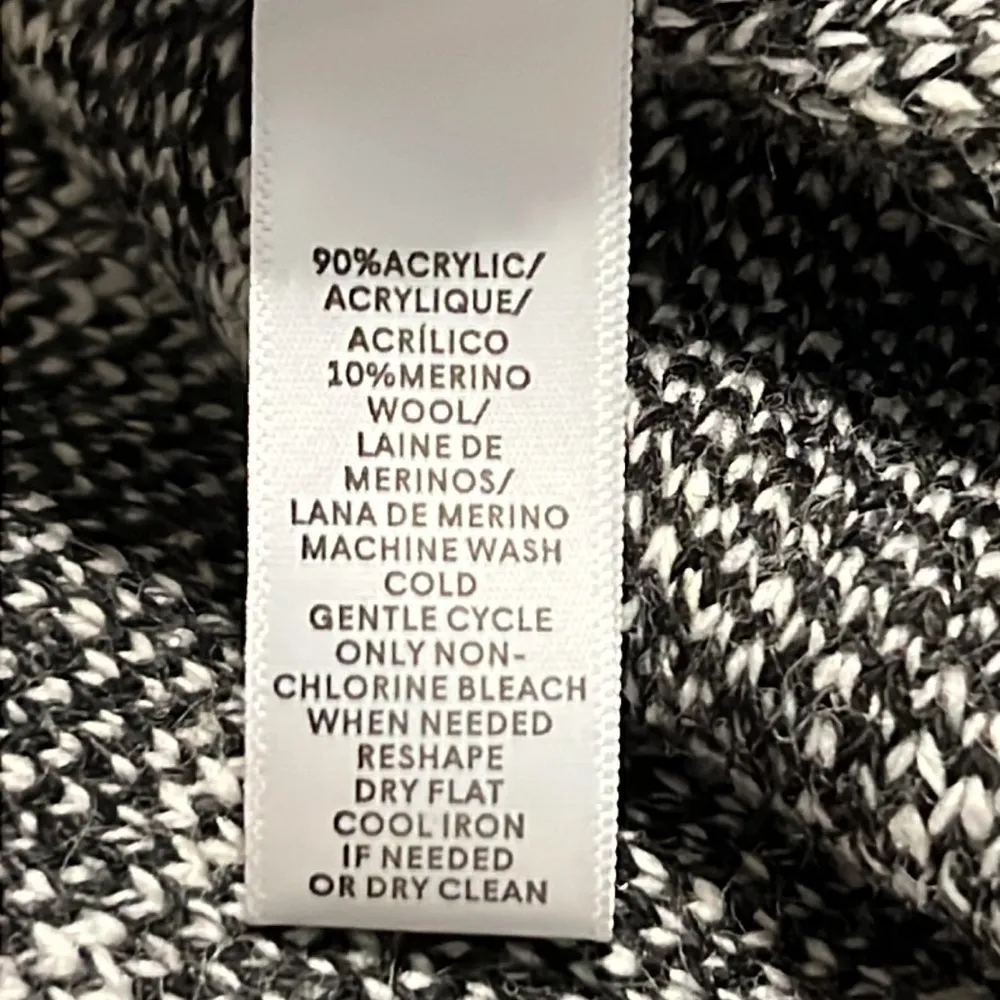 90%ACRYLIC/
ACRYLIQUE/
ACRÍLICO
10%MERINO
WOOL/
LAINE DE
MERINOS/
LANA DE MERINO
MACHINE WASH
COLD
GENTLE CYCLE
ONLY NON-
CHLORINE BLEACH
WHEN NEEDED
RESHAPE
DRY FLAT
COOL IRON
IF NEEDED
OR DRY CLEAN